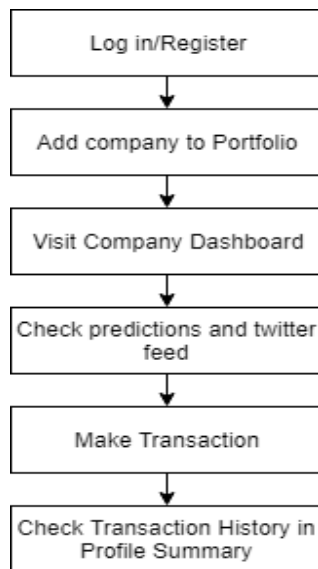 Log in/Register
Add company to Portfolio
Visit Company Dashboard
Check predictions and twitter
feed
Make Transaction
Check Transaction History in
Profile Summary